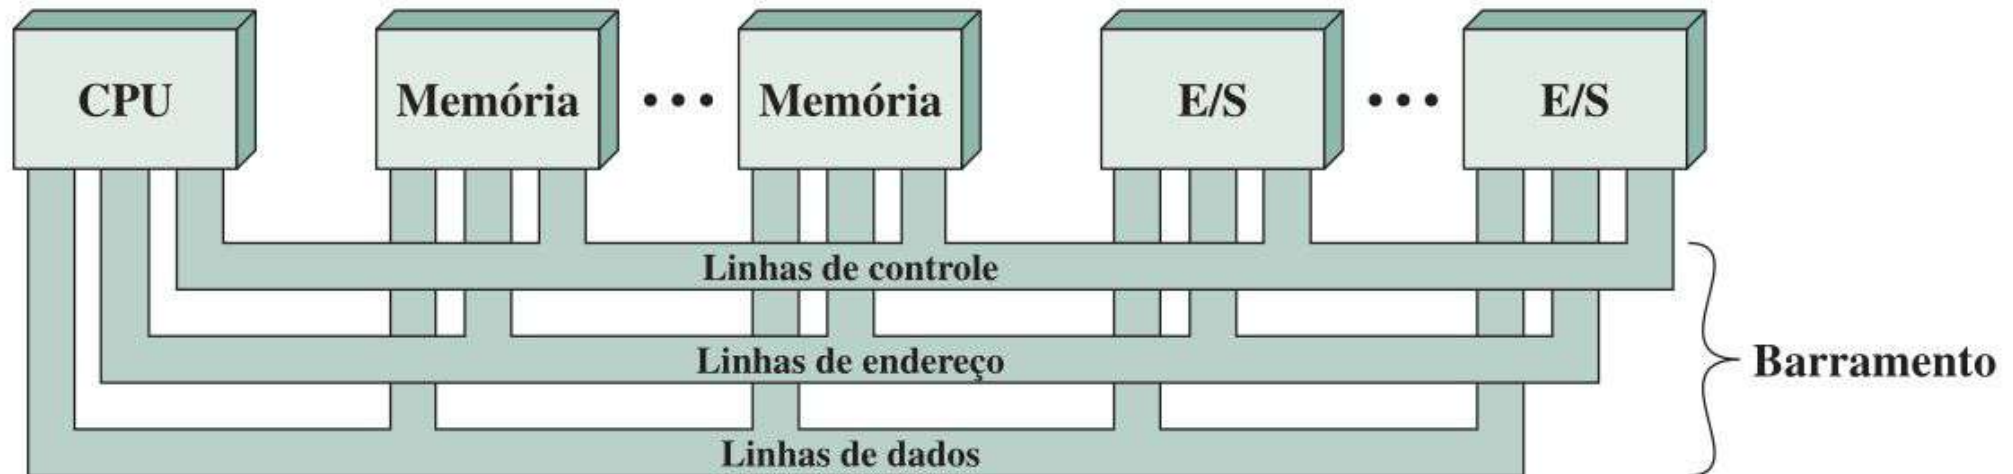 CPU
Memória
• • •
Memória
E/S
• • •
E/S
Linhas de controle
Linhas de endereço
Barramento
Linhas de dados